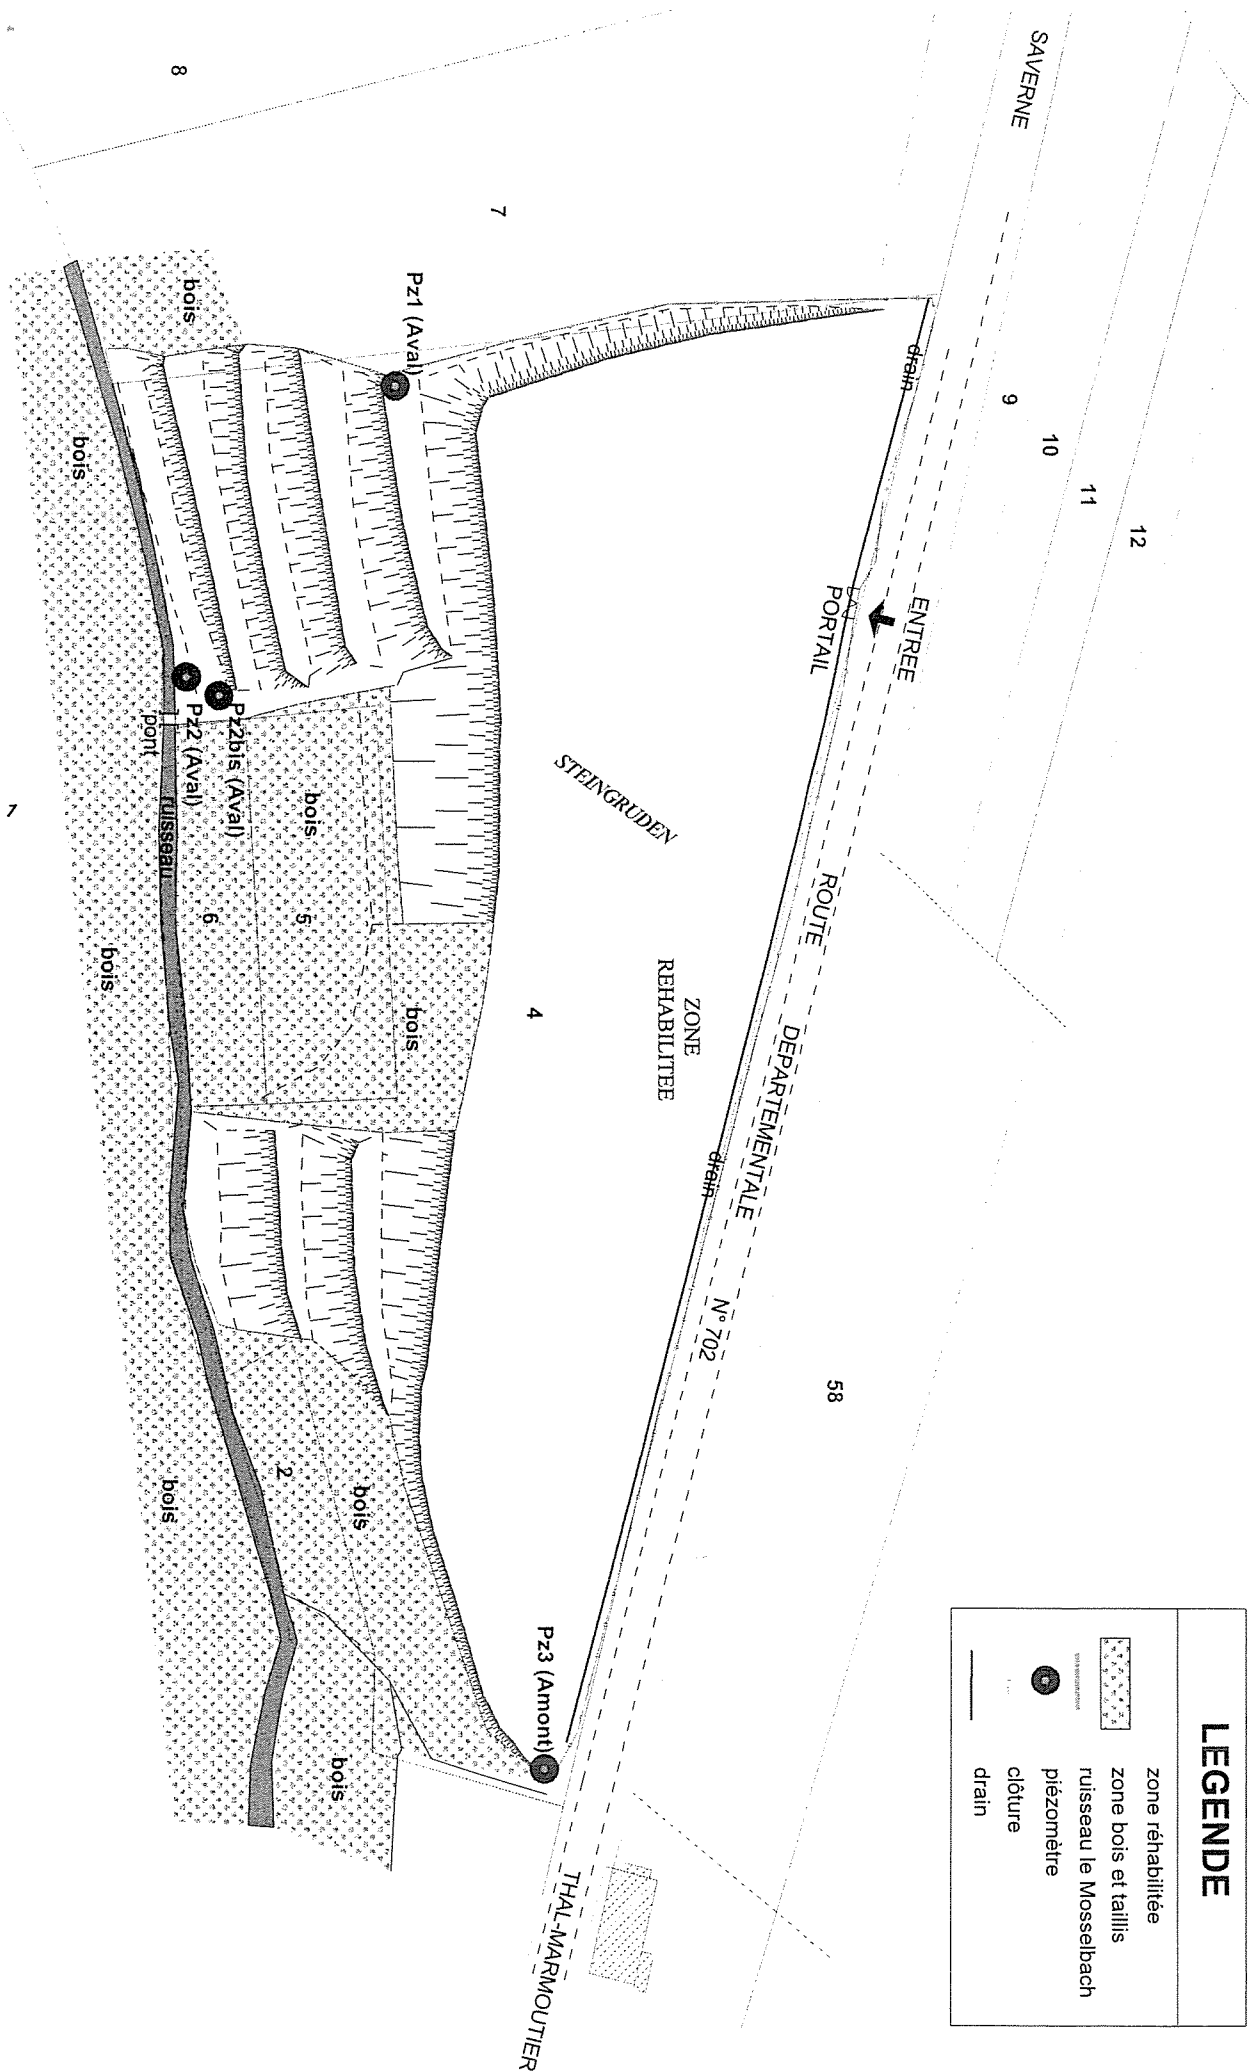 SAVERNE
8
7
9
10
11
12
Pz1 (Aval)
bois
bois
drain
ENTREE
PORTAIL
Pz2bis (Aval)
Pz2 (Aval)
pont
ruisseau
bois
STEINGRUDEN
ROUTE
DEPARTEMENTALE
N° 702
6
5
1
bois
bois
4
ZONE
REHABILITEE
drain
58
2
bois
bois
bois
Pz3 (Amont)
THAL-MARMOUTIER
LEGENDE
zone réhabilitée
zone bois et taillis
ruisseau le Mosselbach
piézomètre
clôture
drain